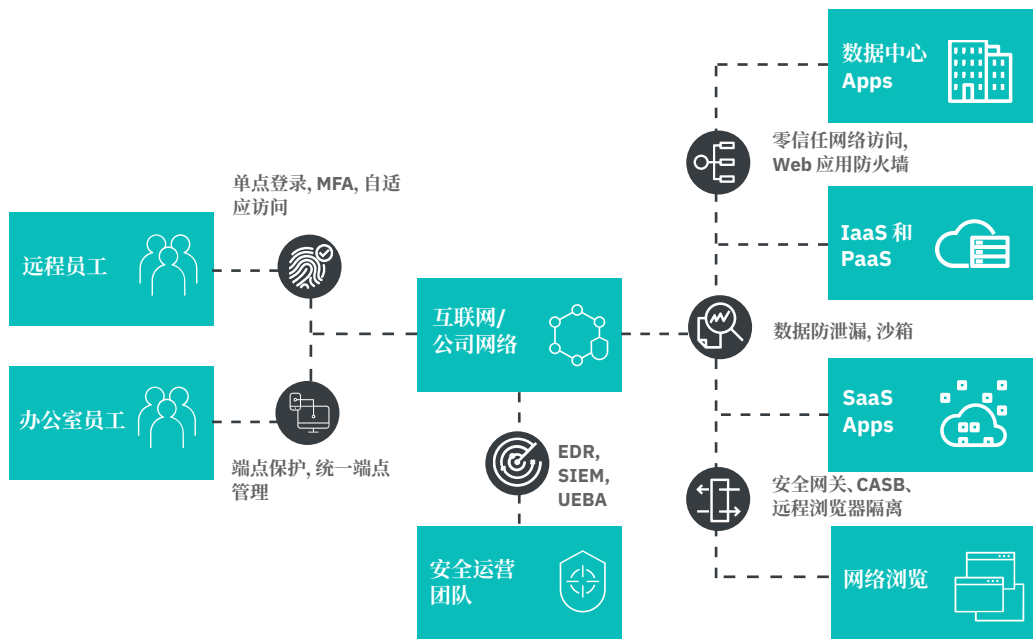 单点登录, MFA, 自适
应访问
远程员工
办公室员工
端点保护, 统一端点
管理
互联网/
公司网络
EDR,
SIEM,
UEBA
安全运营
团队
数据中心
Apps
零信任网络访问,
Web 应用防火墙
IaaS 和
PaaS
数据防泄漏, 沙箱
SaaS
Apps
安全网关、CASB、
远程浏览器隔离
网络浏览